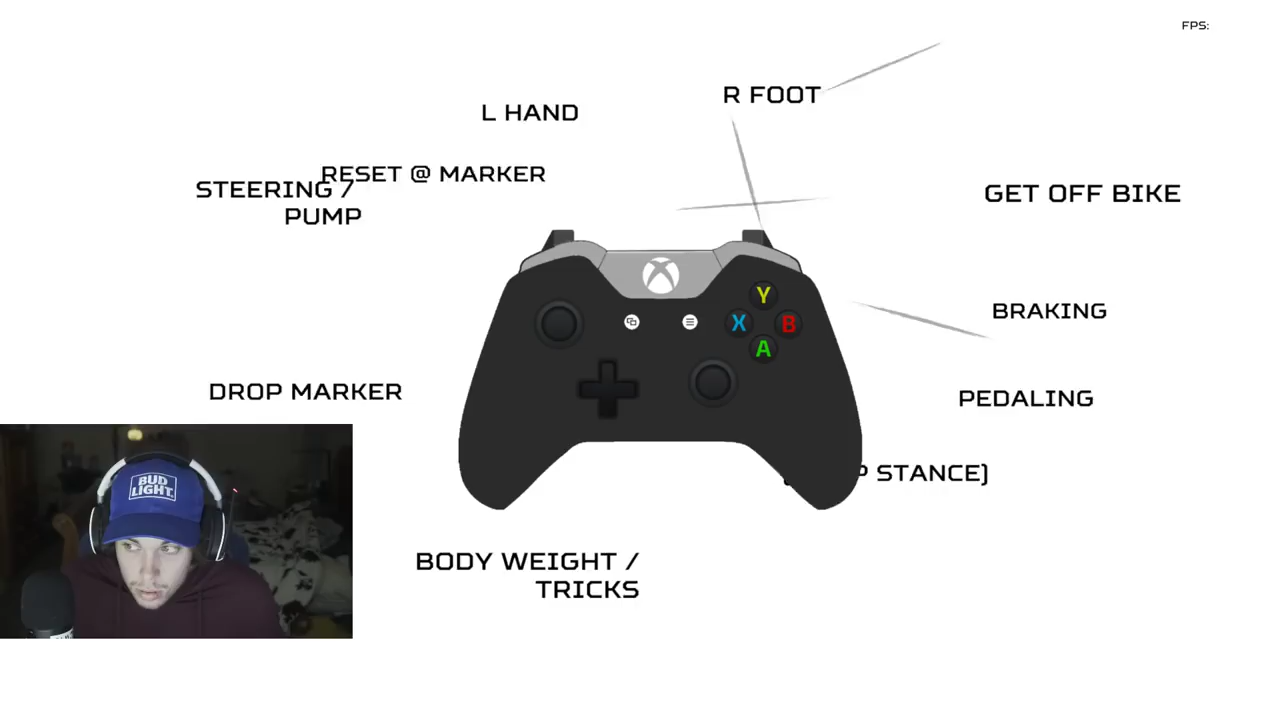 FPS:
R FOOT
L HAND
RESET @ MARKER
STEERING /
PUMP
GET OFF BIKE
Y
X
B
A
BRAKING
DROP MARKER
PEDALING
STANCE)
BUD
LIGHT.
BODY WEIGHT /
TRICKS